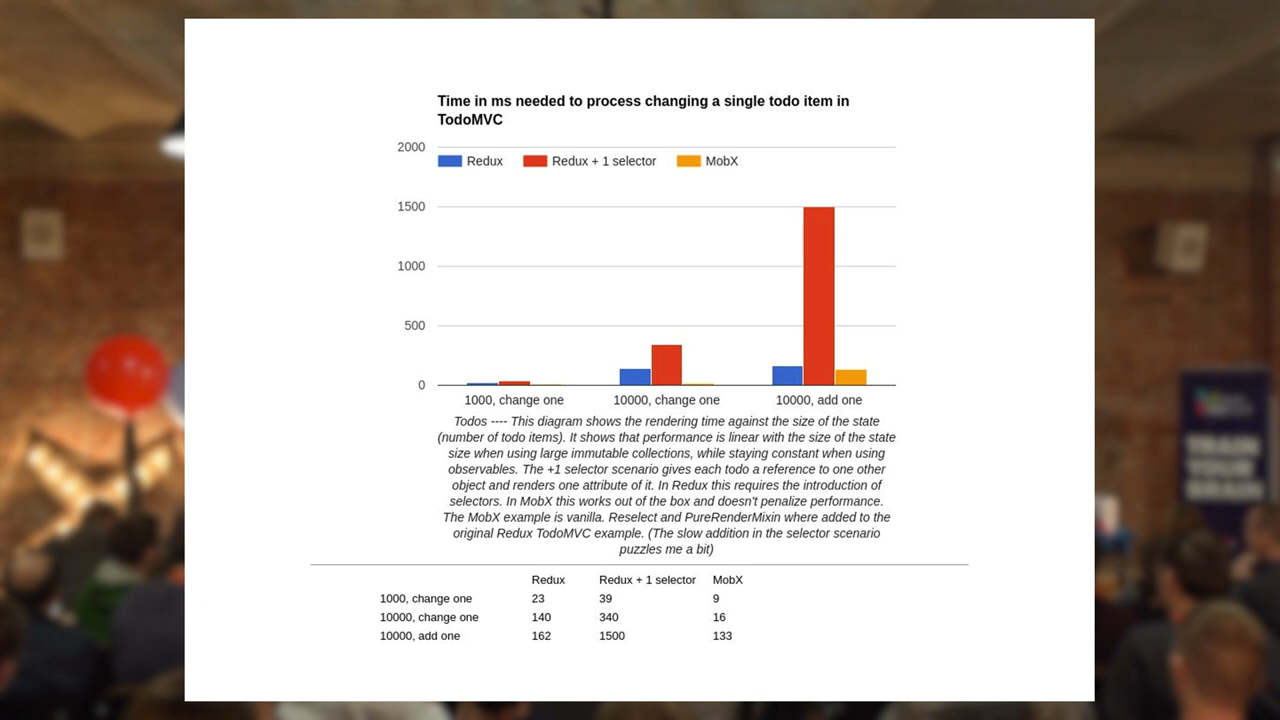 Time in ms needed to process changing a single todo item in
TodoMVC
2000
Redux
Redux + 1 selector
MobX
1500
1000
500
0
1000, change one
10000, change one
10000, add one
Todos ---- This diagram shows the rendering time against the size of the state
(number of todo items). It shows that performance is linear with the size of the state
size when using large immutable collections, while staying constant when using
observables. The +1 selector scenario gives each todo a reference to one other
object and renders one attribute of it. In Redux this requires the introduction of
selectors. In MobX this works out of the box and doesn't penalize performance.
The MobX example is vanilla. Reselect and PureRenderMixin where added to the
original Redux TodoMVC example. (The slow addition in the selector scenario
puzzles me a bit)
Redux Redux + 1 selector MobX
1000, change one 23 39 9
10000, change one 140 340 16
10000, add one 162 1500 133
TRAIN
YOUR
BRAIN